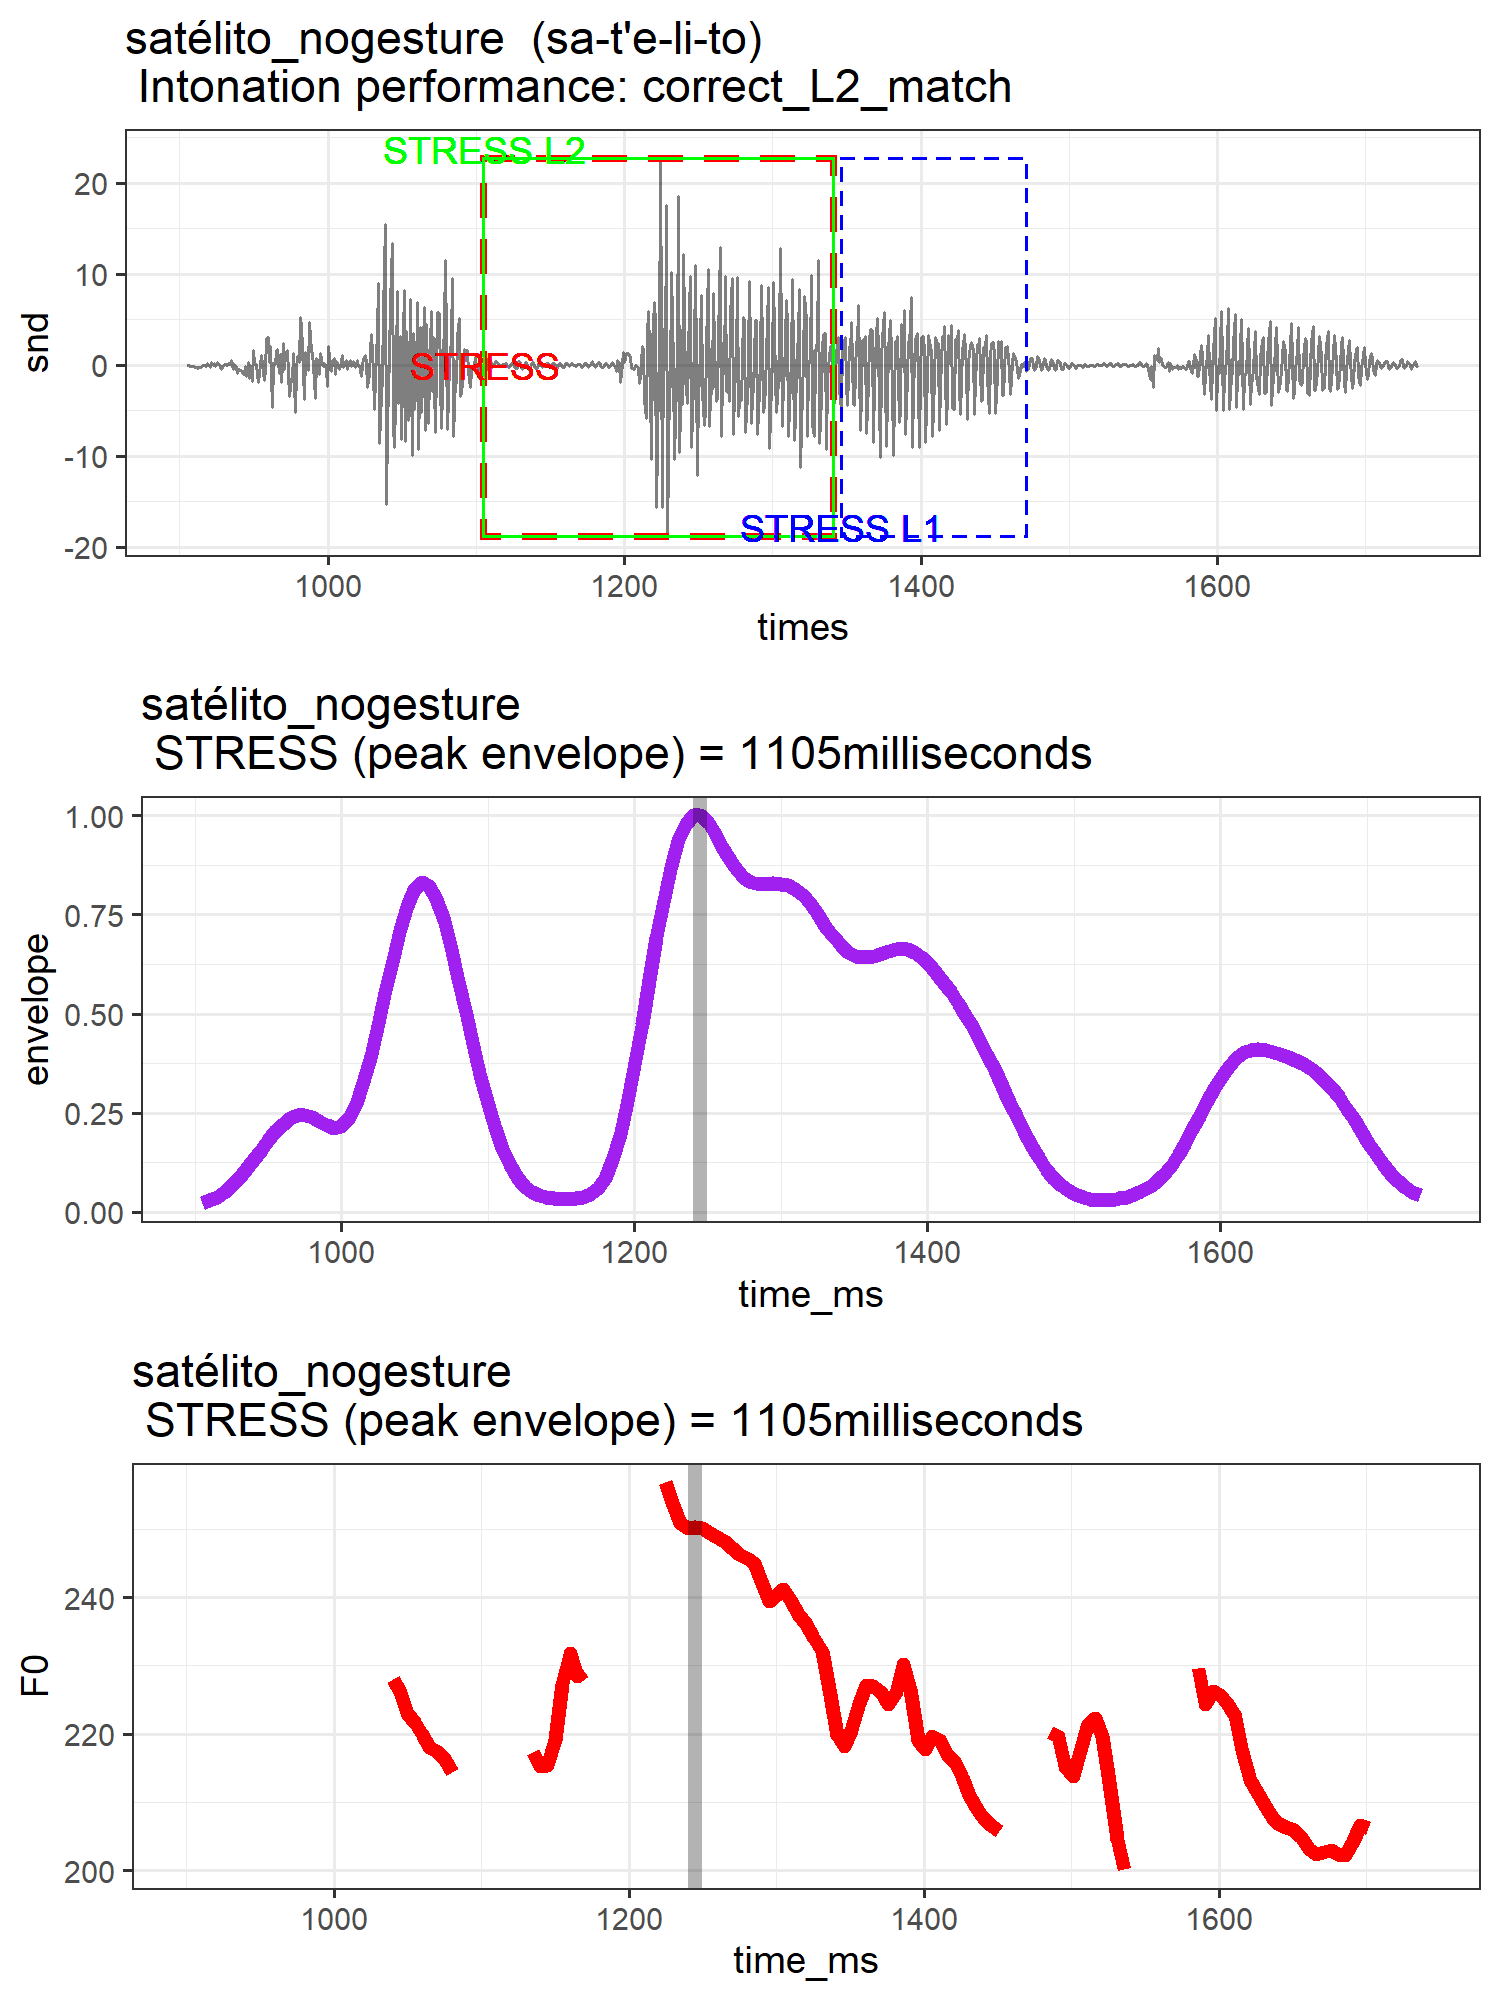 satélito_nogesture  (sa-t'e-li-to)
Intonation performance: correct_L2_match
STRESS L2
STRESS
STRESS L1
20
10
0
-10
-20
snd
1000 1200 1400 1600
times
satélito_nogesture
STRESS (peak envelope) = 1105milliseconds
1.00
0.75
0.50
0.25
0.00
envelope
1000 1200 1400 1600
time_ms
satélito_nogesture
STRESS (peak envelope) = 1105milliseconds
240
220
200
F0
1000 1200 1400 1600
time_ms